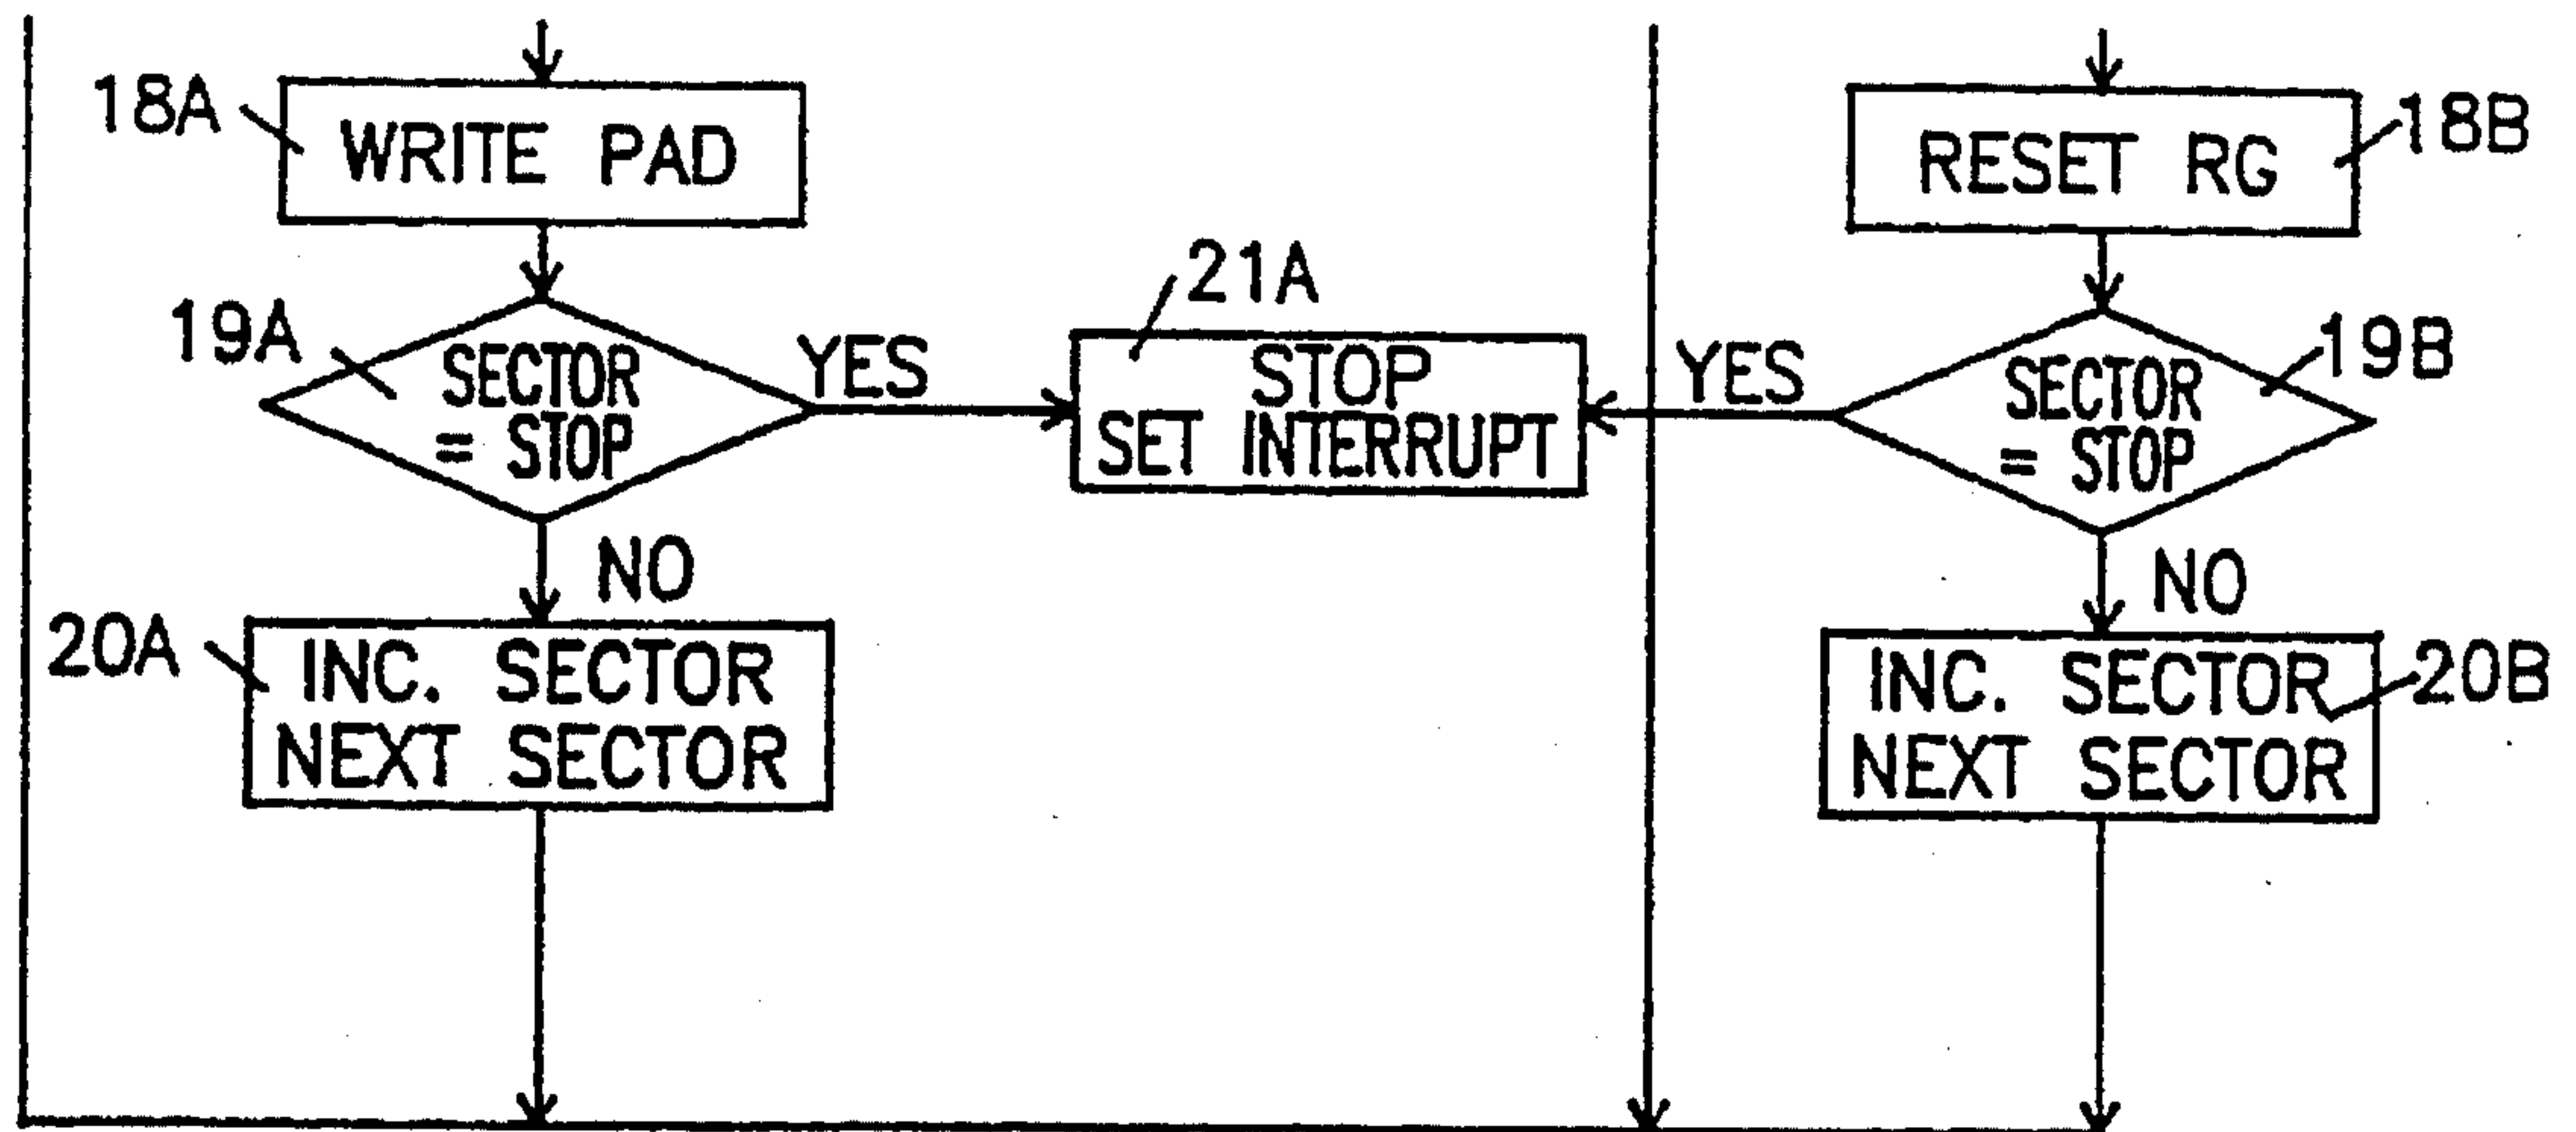 18A
WRITE PAD
19A
SECTOR
= STOP
YES
NO
20A
INC. SECTOR
NEXT SECTOR
21A
STOP
SET INTERRUPT
18B
RESET RG
19B
SECTOR
= STOP
YES
NO
20B
INC. SECTOR
NEXT SECTOR